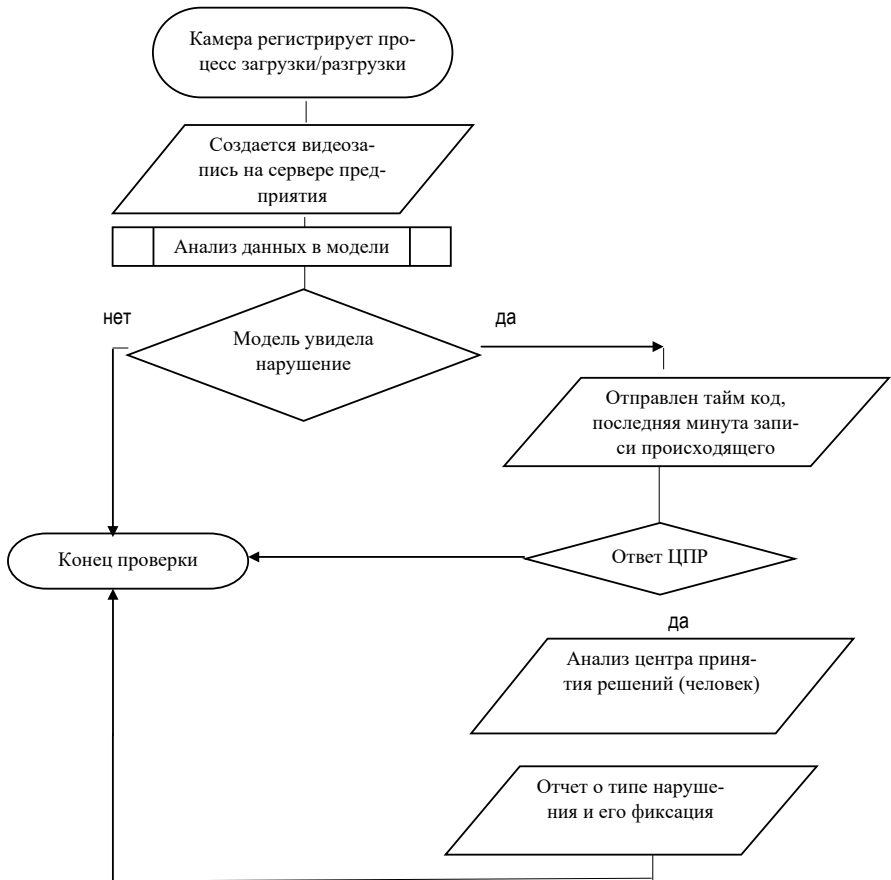 Камера регистрирует про-
цесс загрузки/разгрузки
Создается видеоза-
пись на сервере пред-
приятия
Анализ данных в модели
нет
да
Модель увидела
нарушение
Отправлен тайм код,
последняя минута запи-
си происходящего
Конец проверки
Ответ ЦПР
да
Анализ центра приня-
тия решений (человек)
Отчет о типе наруше-
ния и его фиксация